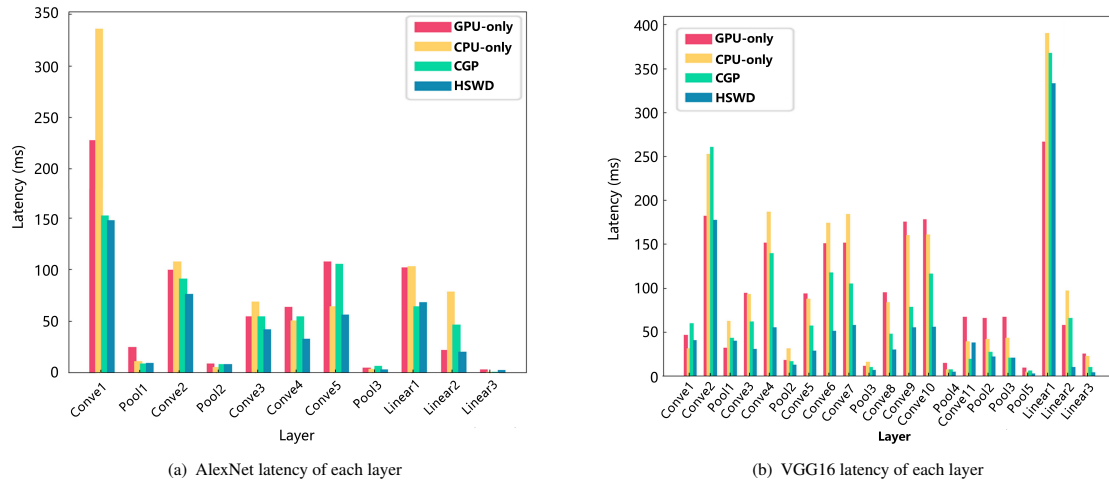 350
300
250
200
150
100
50
0
Latency (ms)
GPU-only
CPU-only
CGP
HSWD
Conve1
Pool1
Conve2
Pool2
Conve3
Conve4
Conve5
Pool3
Linear1
Linear2
Linear3
Layer
(a) AlexNet latency of each layer
400
350
300
250
200
150
100
50
0
Latency (ms)
GPU-only
CPU-only
CGP
HSWD
Conve1
Conve2
Pool1
Conve3
Conve4
Pool2
Conve5
Conve6
Conve7
Pool3
Conve8
Conve9
Conve10
Pool4
Conve11
Pool2
Pool3
Pool5
Linear1
Linear2
Linear3
Layer
(b) VGG16 latency of each layer